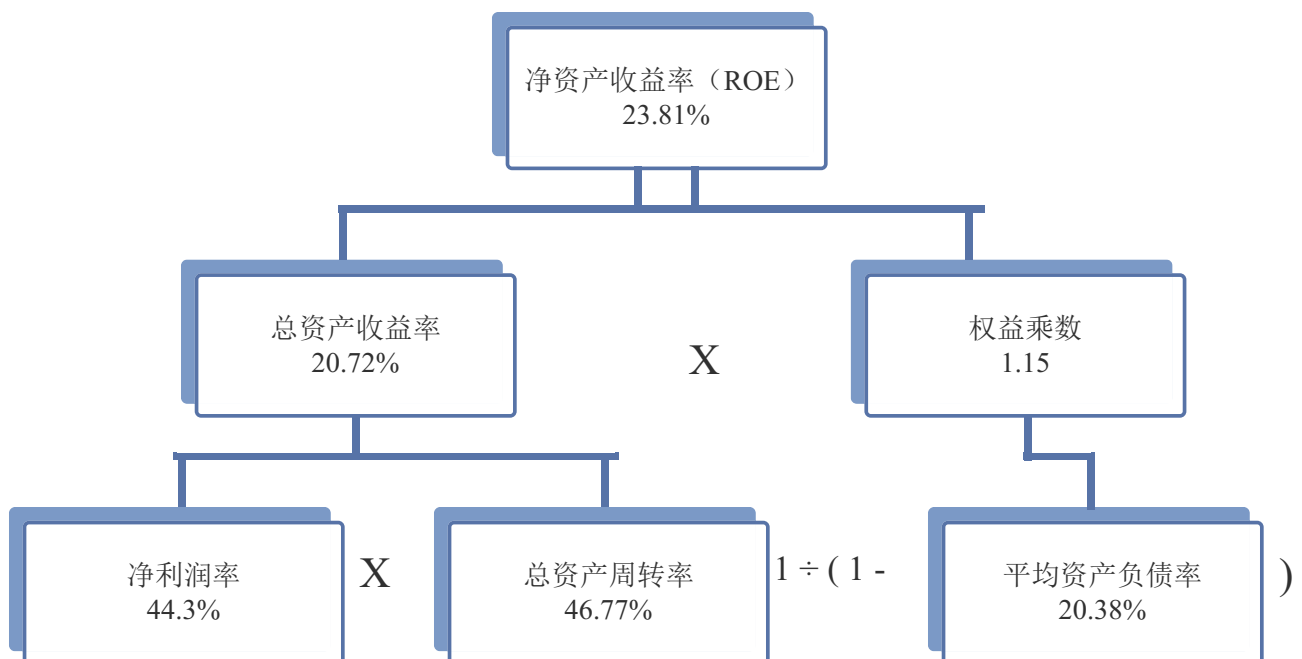 净资产收益率（ROE）
23.81%
总资产收益率
20.72%
X
权益乘数
1.15
净利润率
44.3%
X
总资产周转率
46.77%
1 ÷ ( 1 -
平均资产负债率
20.38%
)